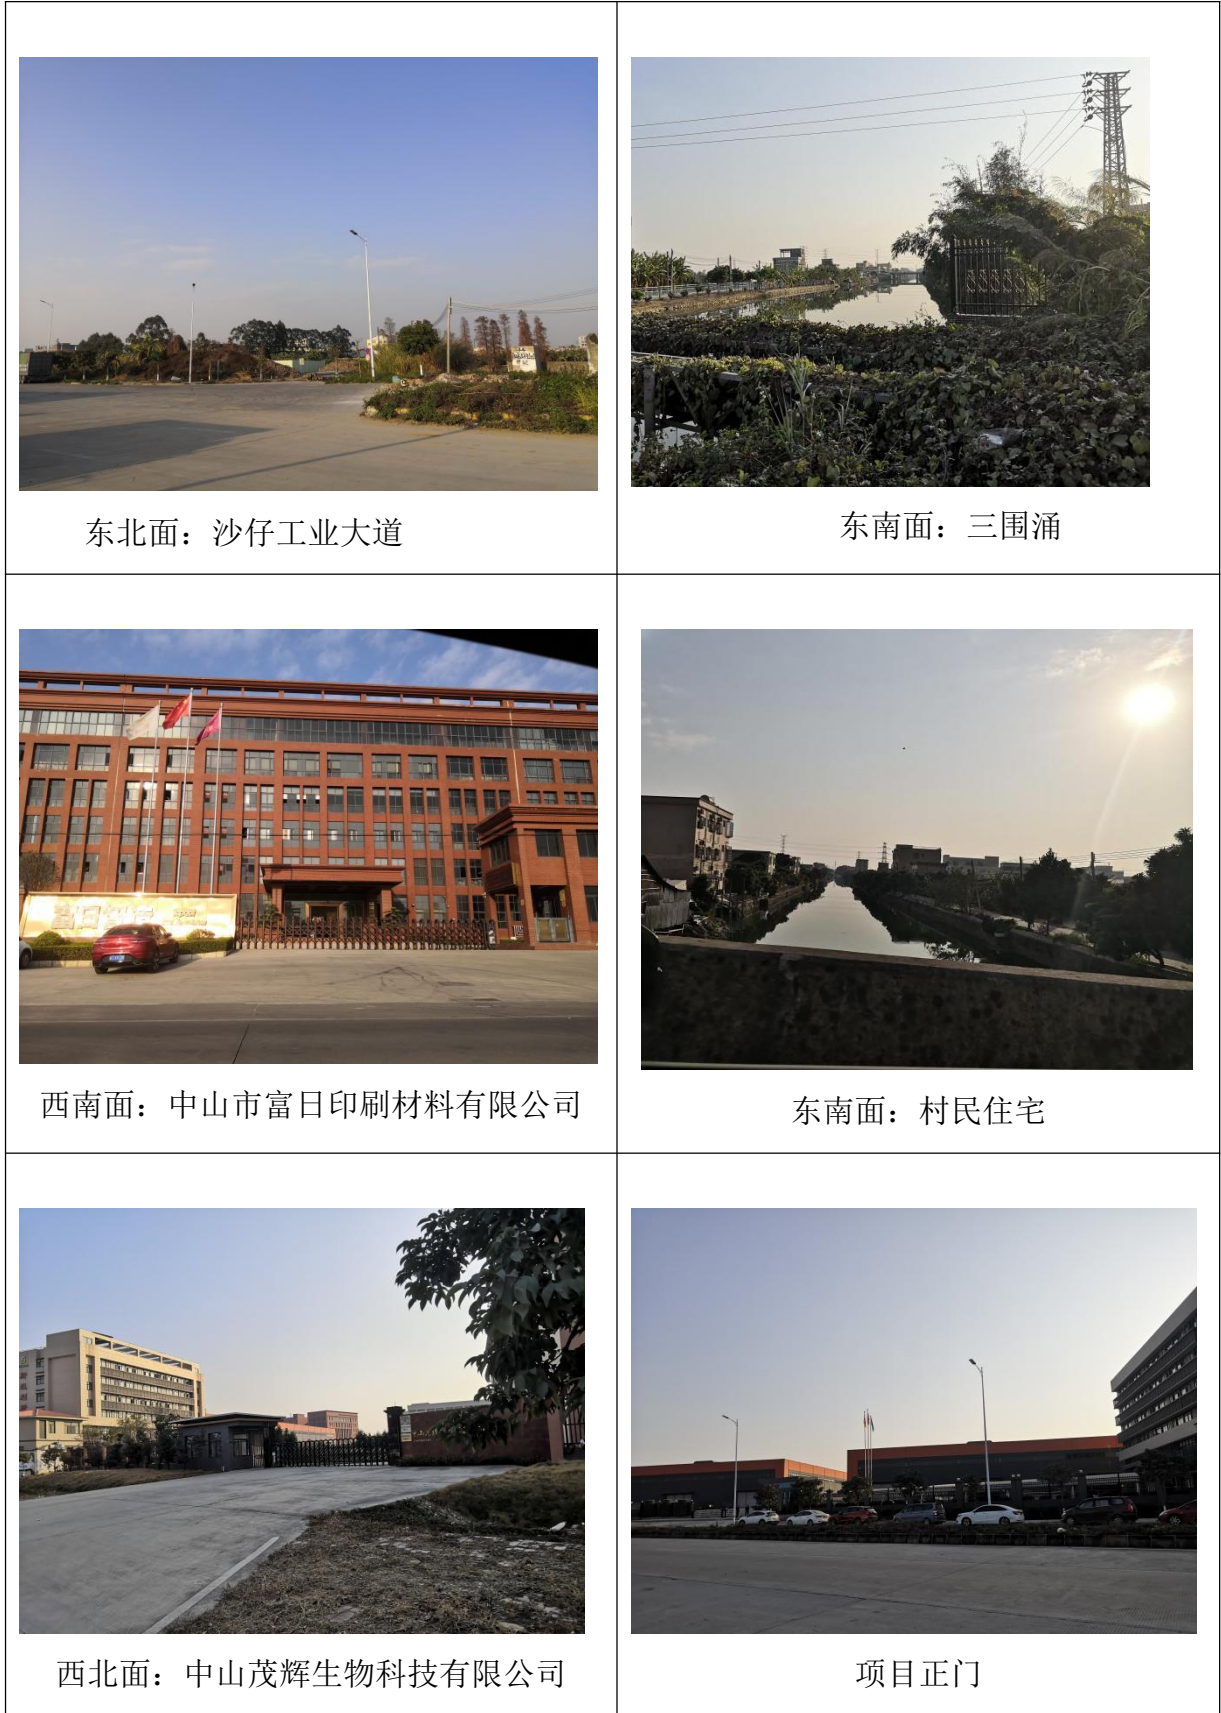 东北面：沙仔工业大道
东南面：三围涌
西南面：中山市富日印刷材料有限公司
东南面：村民住宅
西北面：中山茂辉生物科技有限公司
项目正门